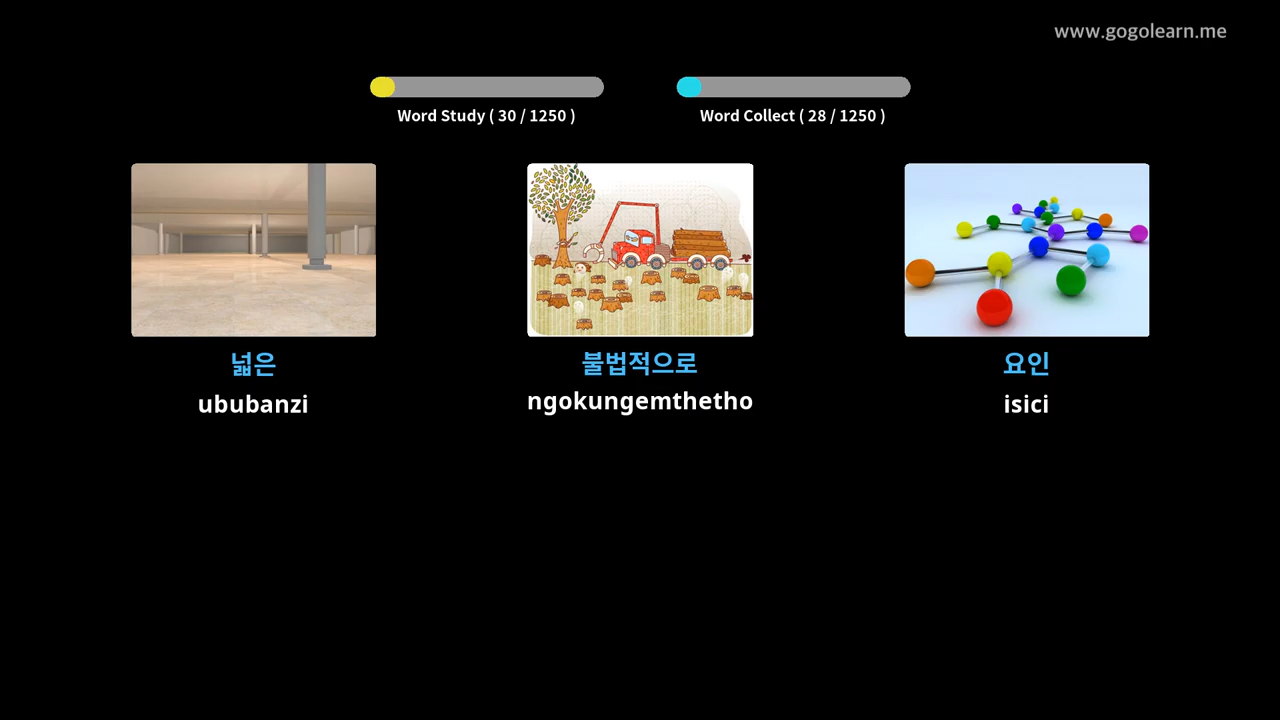 www.gogolearn.me
Word Study ( 30 / 1250 )
Word Collect ( 28 / 1250 )
넓은
불법적으로
요인
ububanzi
ngokungemthetho
isici